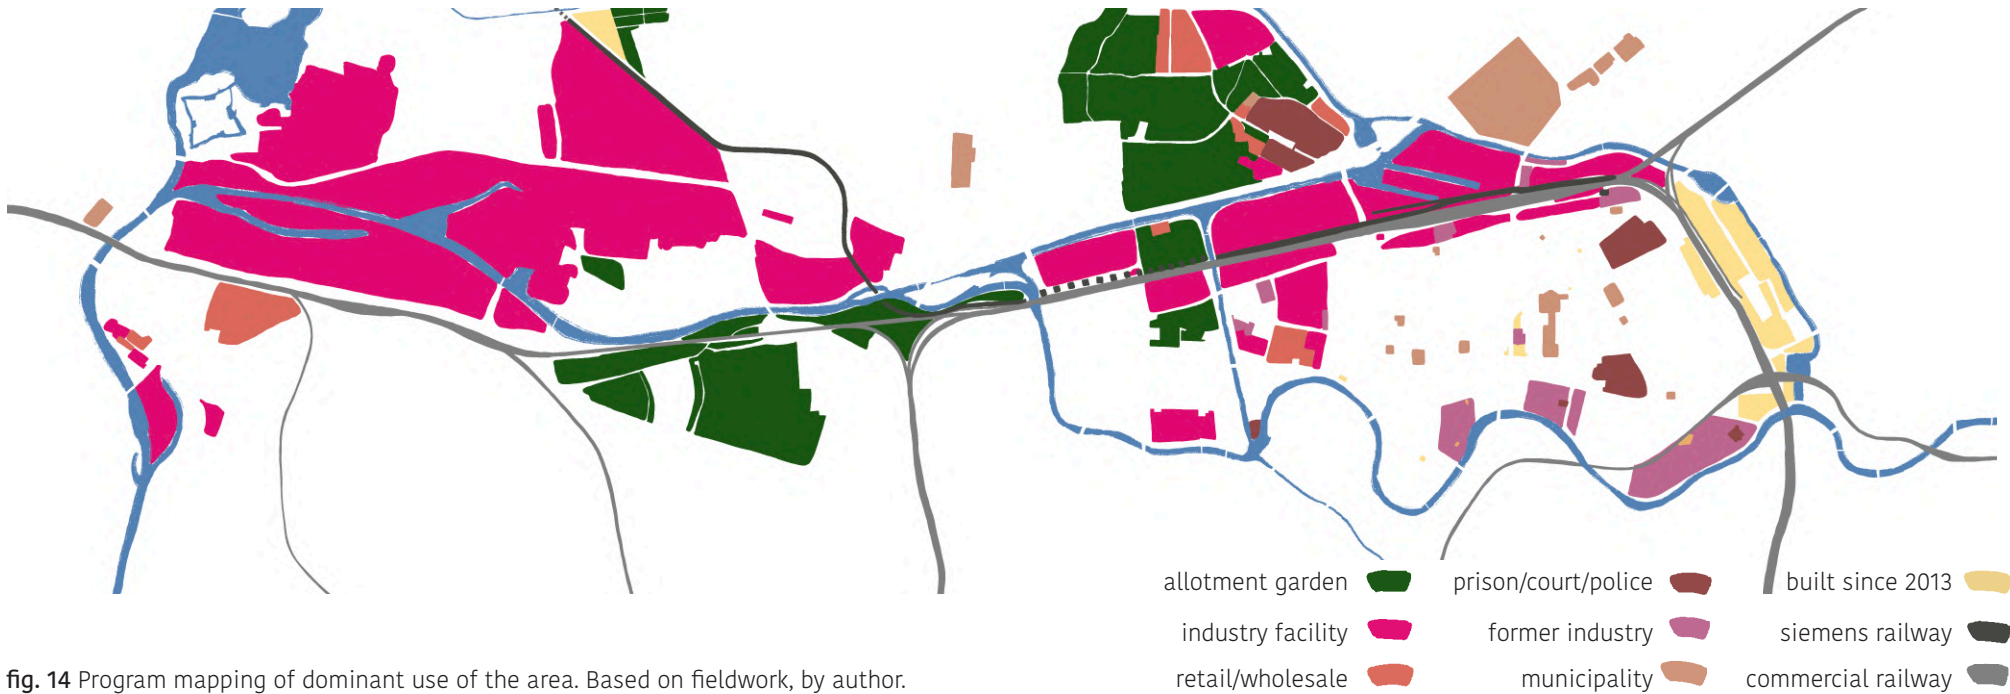 allotment garden prison/court/police built since 2013
industry facility former industry siemens railway
retail/wholesale municipality commercial railway
fig. 14 Program mapping of dominant use of the area. Based on fieldwork, by author.